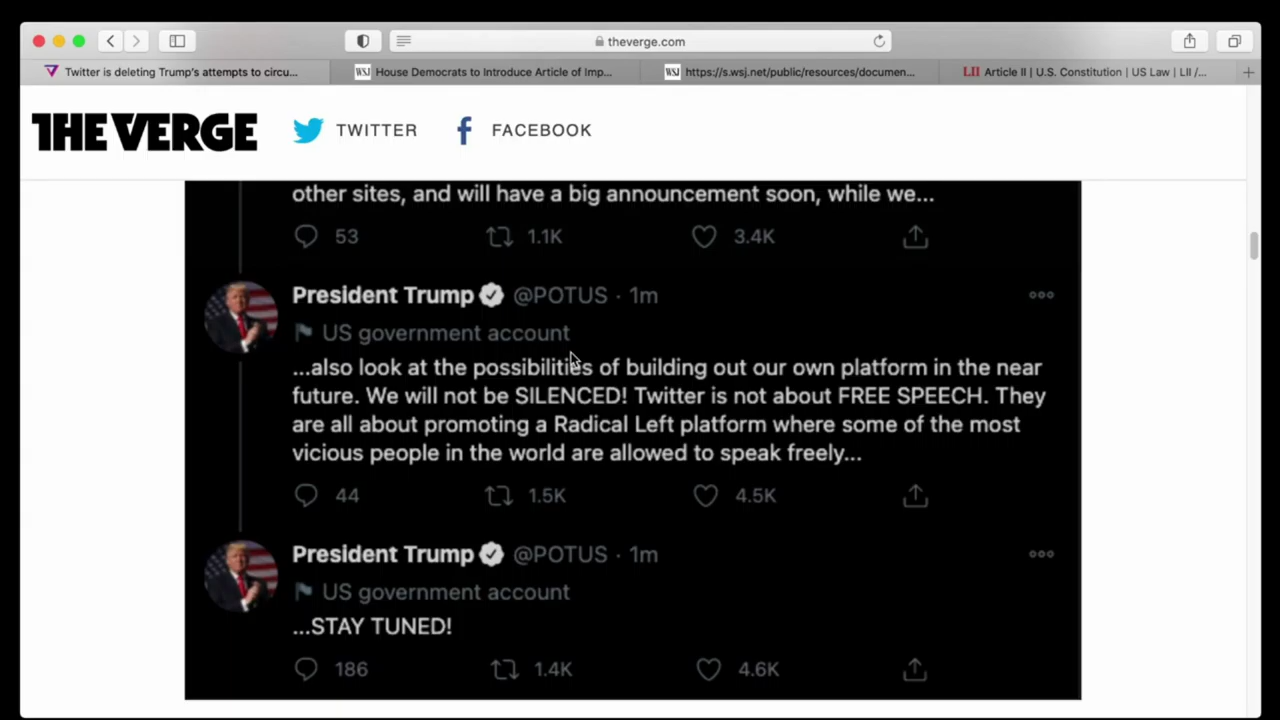 theverge.com
Twitter is deleting Trump's attempts to circu...
WSJ House Democrats to Introduce Article of Imp...
WSJ https://s.wsj.net/public/resources/documen...
LII Article II | U.S. Constitution | US Law | LII /...
THE VERGE
TWITTER
FACEBOOK
other sites, and will have a big announcement soon, while we...
53 1.1K 3.4K
President Trump @POTUS · 1m
US government account
...also look at the possibilities of building out our own platform in the near
future. We will not be SILENCED! Twitter is not about FREE SPEECH. They
are all about promoting a Radical Left platform where some of the most
vicious people in the world are allowed to speak freely...
44 1.5K 4.5K
President Trump @POTUS · 1m
US government account
...STAY TUNED!
186 1.4K 4.6K